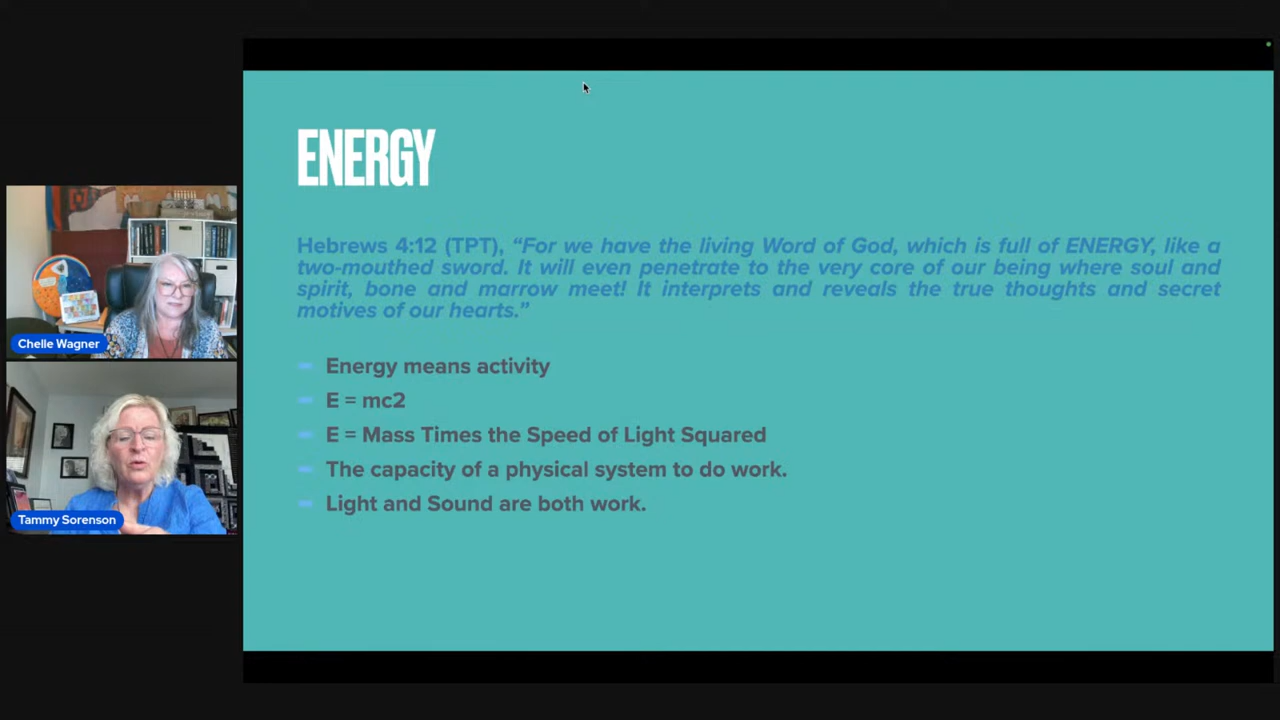 ENERGY
Hebrews 4:12 (TPT), “For we have the living Word of God, which is full of ENERGY, like a
two-mouthed sword. It will even penetrate to the very core of our being where soul and
spirit, bone and marrow meet! It interprets and reveals the true thoughts and secret
motives of our hearts.”
- Energy means activity
- E = mc2
- E = Mass Times the Speed of Light Squared
- The capacity of a physical system to do work.
- Light and Sound are both work.
Chelle Wagner
Tammy Sorenson